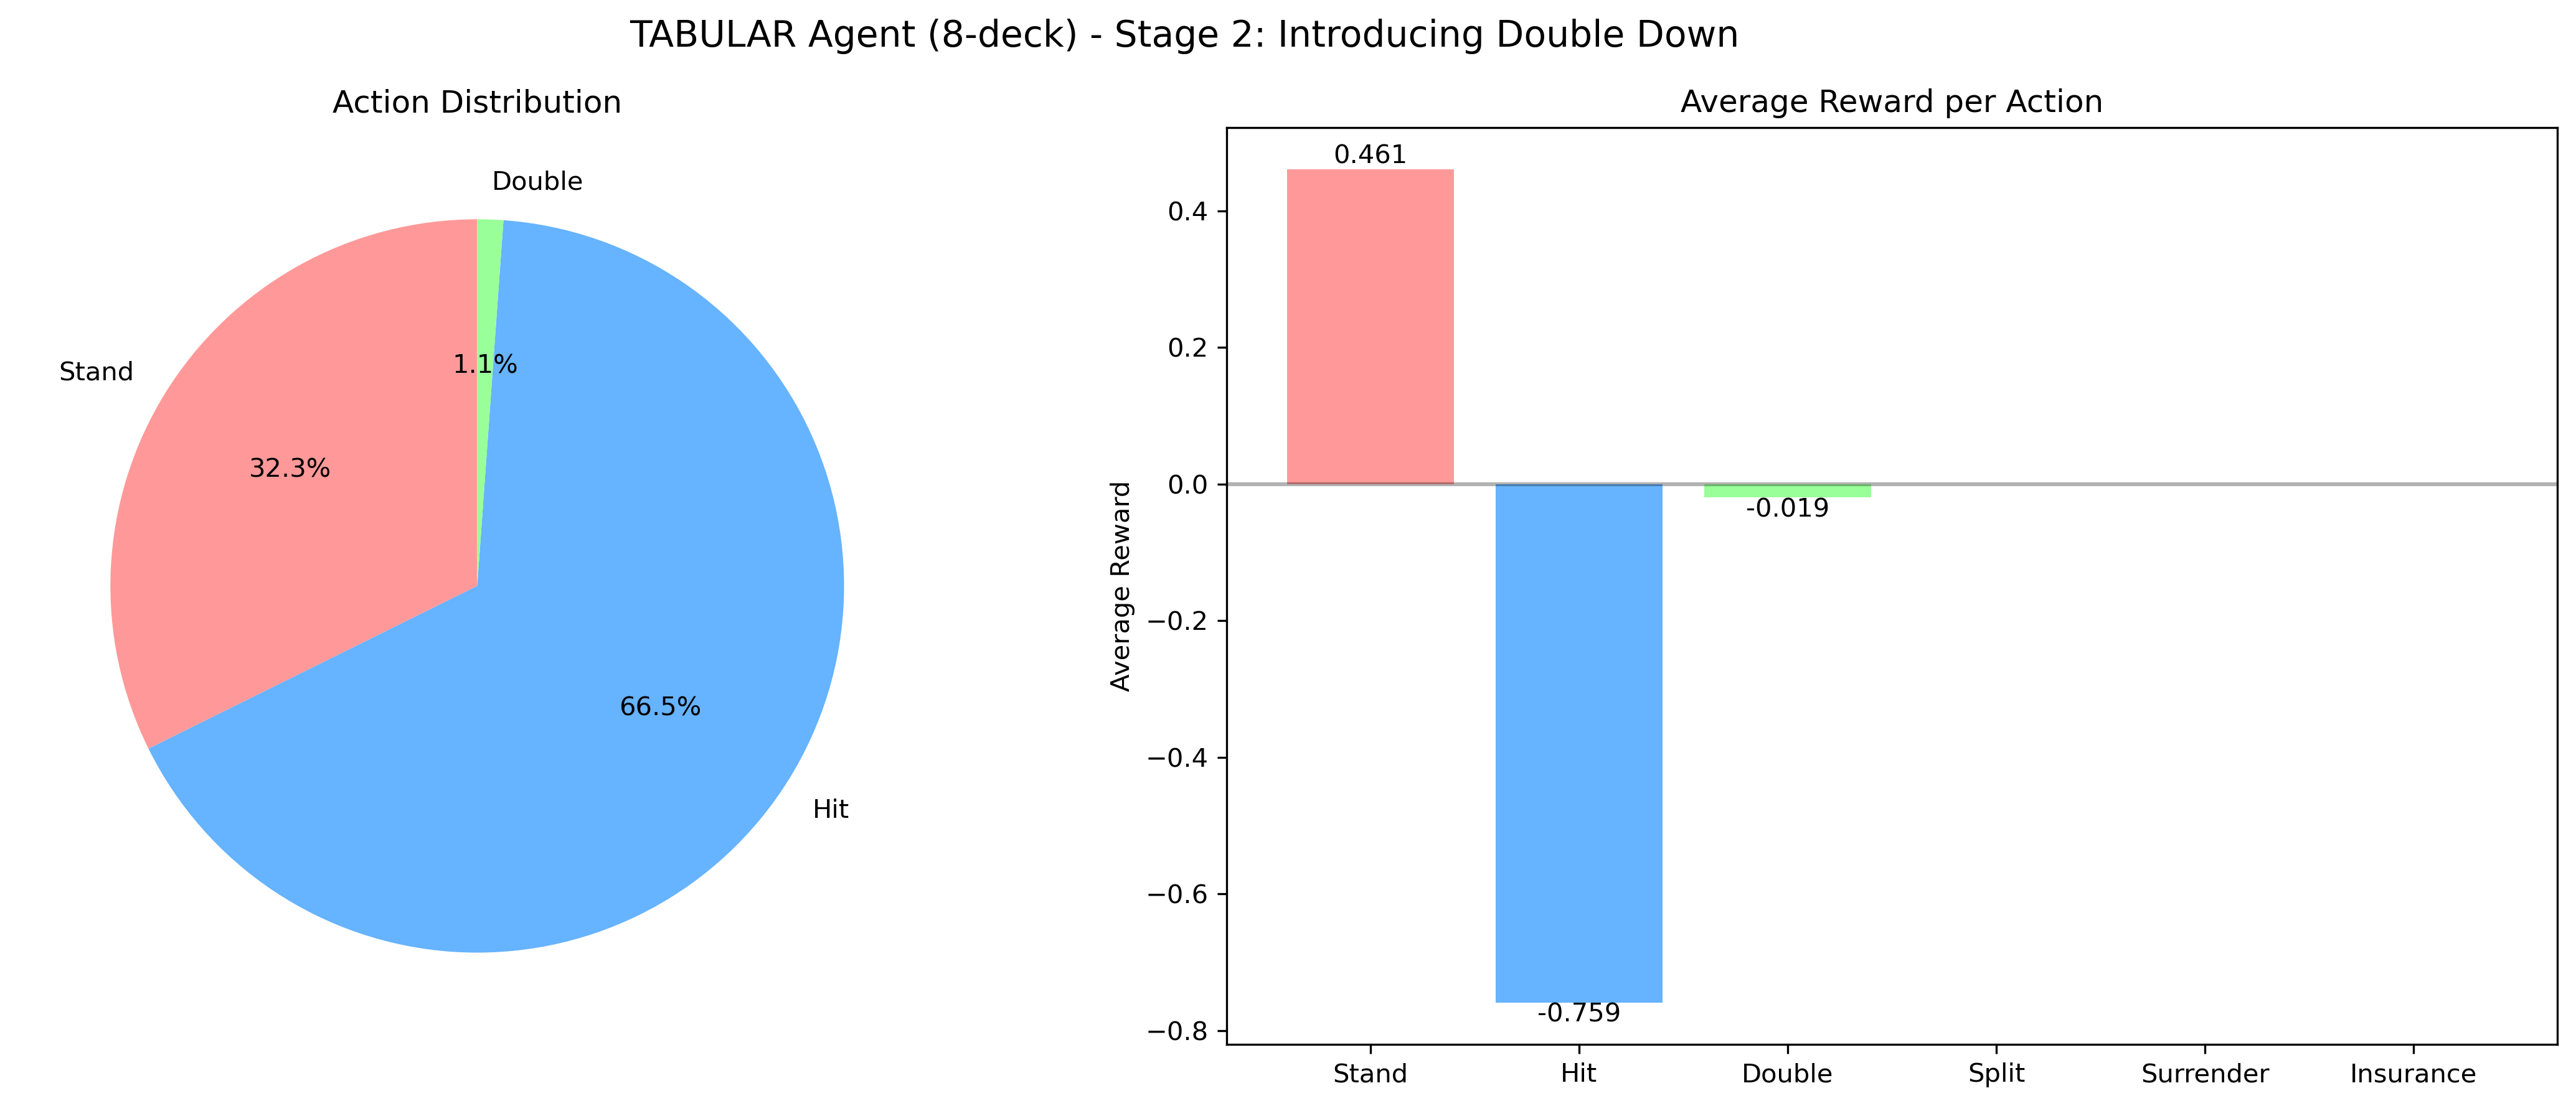 TABULAR Agent (8-deck) - Stage 2: Introducing Double Down
Action Distribution
Double
1.1%
Stand
32.3%
66.5%
Hit
Average Reward per Action
Average Reward
0.4
0.2
0.0
−0.2
−0.4
−0.6
−0.8
0.461
-0.759
-0.019
Stand Hit Double Split Surrender Insurance